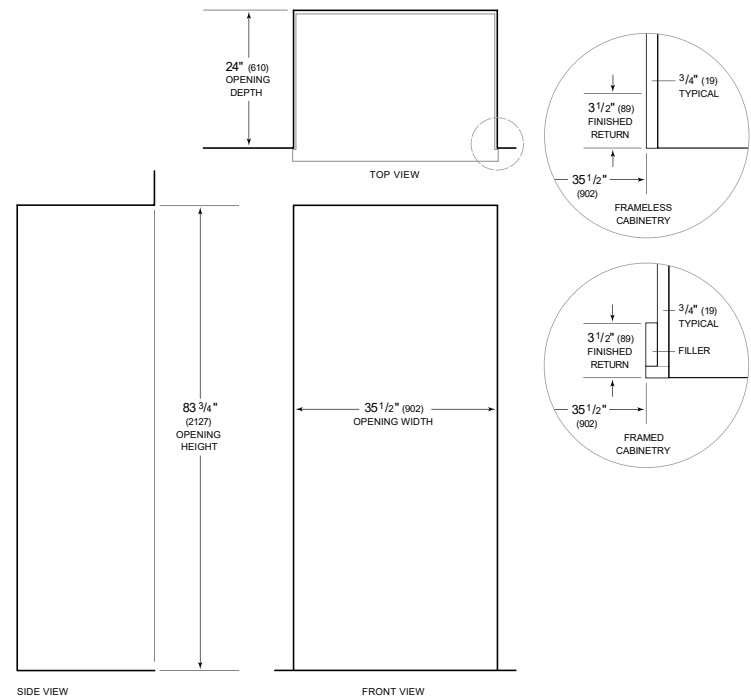 24" (610)
OPENING
DEPTH
TOP VIEW
3/4" (19)
TYPICAL
3 1/2" (89)
FINISHED
RETURN
35 1/2"
(902)
FRAMELESS
CABINETRY
3/4" (19)
TYPICAL
3 1/2" (89)
FINISHED
RETURN
FILLER
35 1/2"
(902)
FRAMED
CABINETRY
83 3/4"
(2127)
OPENING
HEIGHT
35 1/2" (902)
OPENING WIDTH
SIDE VIEW
FRONT VIEW